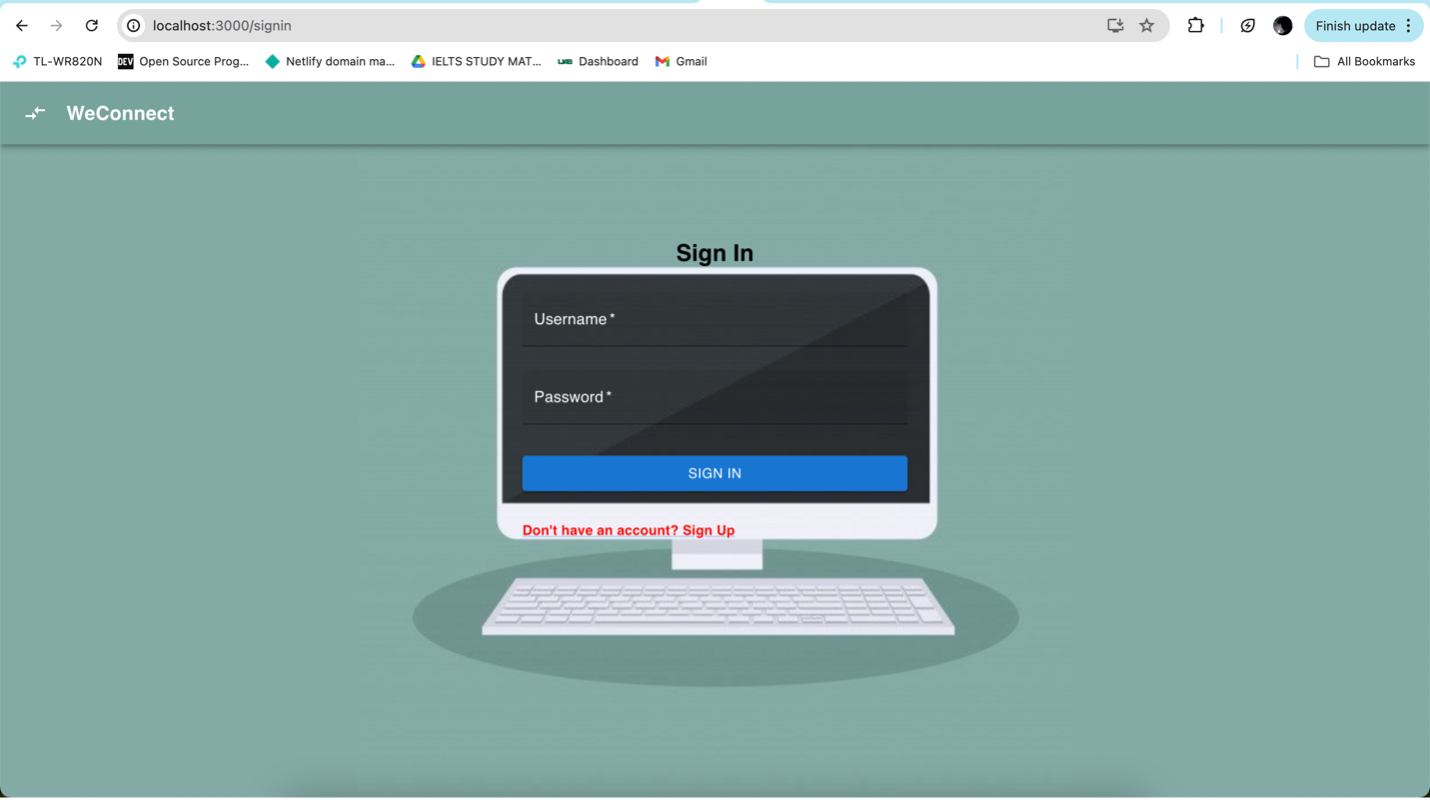 localhost:3000/signin
Finish update
TL-WR820N
DEV Open Source Prog...
Netlify domain ma...
IELTS STUDY MAT...
UAB Dashboard
Gmail
All Bookmarks
WeConnect
Sign In
Username *
Password *
SIGN IN
Don't have an account? Sign Up